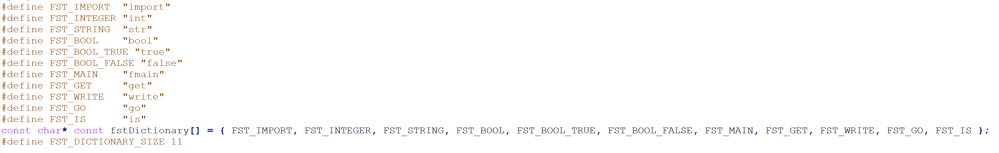 #define FST_IMPORT  "import"
#define FST_INTEGER "int"
#define FST_STRING  "str"
#define FST_BOOL    "bool"
#define FST_BOOL_TRUE "true"
#define FST_BOOL_FALSE "false"
#define FST_MAIN    "fmain"
#define FST_GET     "get"
#define FST_WRITE   "write"
#define FST_GO      "go"
#define FST_IS      "is"
const char* const fstDictionary[] = { FST_IMPORT, FST_INTEGER, FST_STRING, FST_BOOL, FST_BOOL_TRUE, FST_BOOL_FALSE, FST_MAIN, FST_GET, FST_WRITE, FST_GO, FST_IS };
#define FST_DICTIONARY_SIZE 11